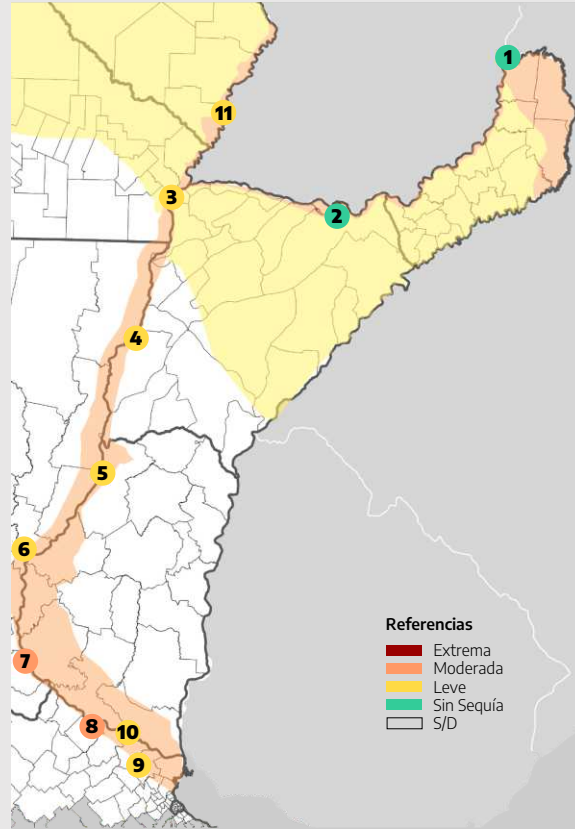 1
11
3
2
4
5
6
7
8
10
9
Referencias
Extrema
Moderada
Leve
Sin Sequía
S/D